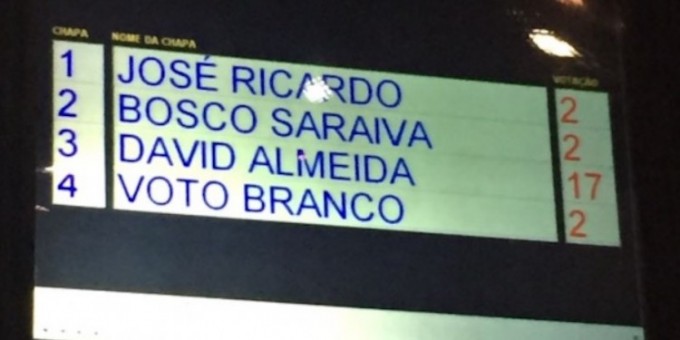 CHAPA NOME DA CHAPA VOTAÇÃO
1 JOSÉ RICARDO 2
2 BOSCO SARAIVA 2
3 DAVID ALMEIDA 17
4 VOTO BRANCO 2